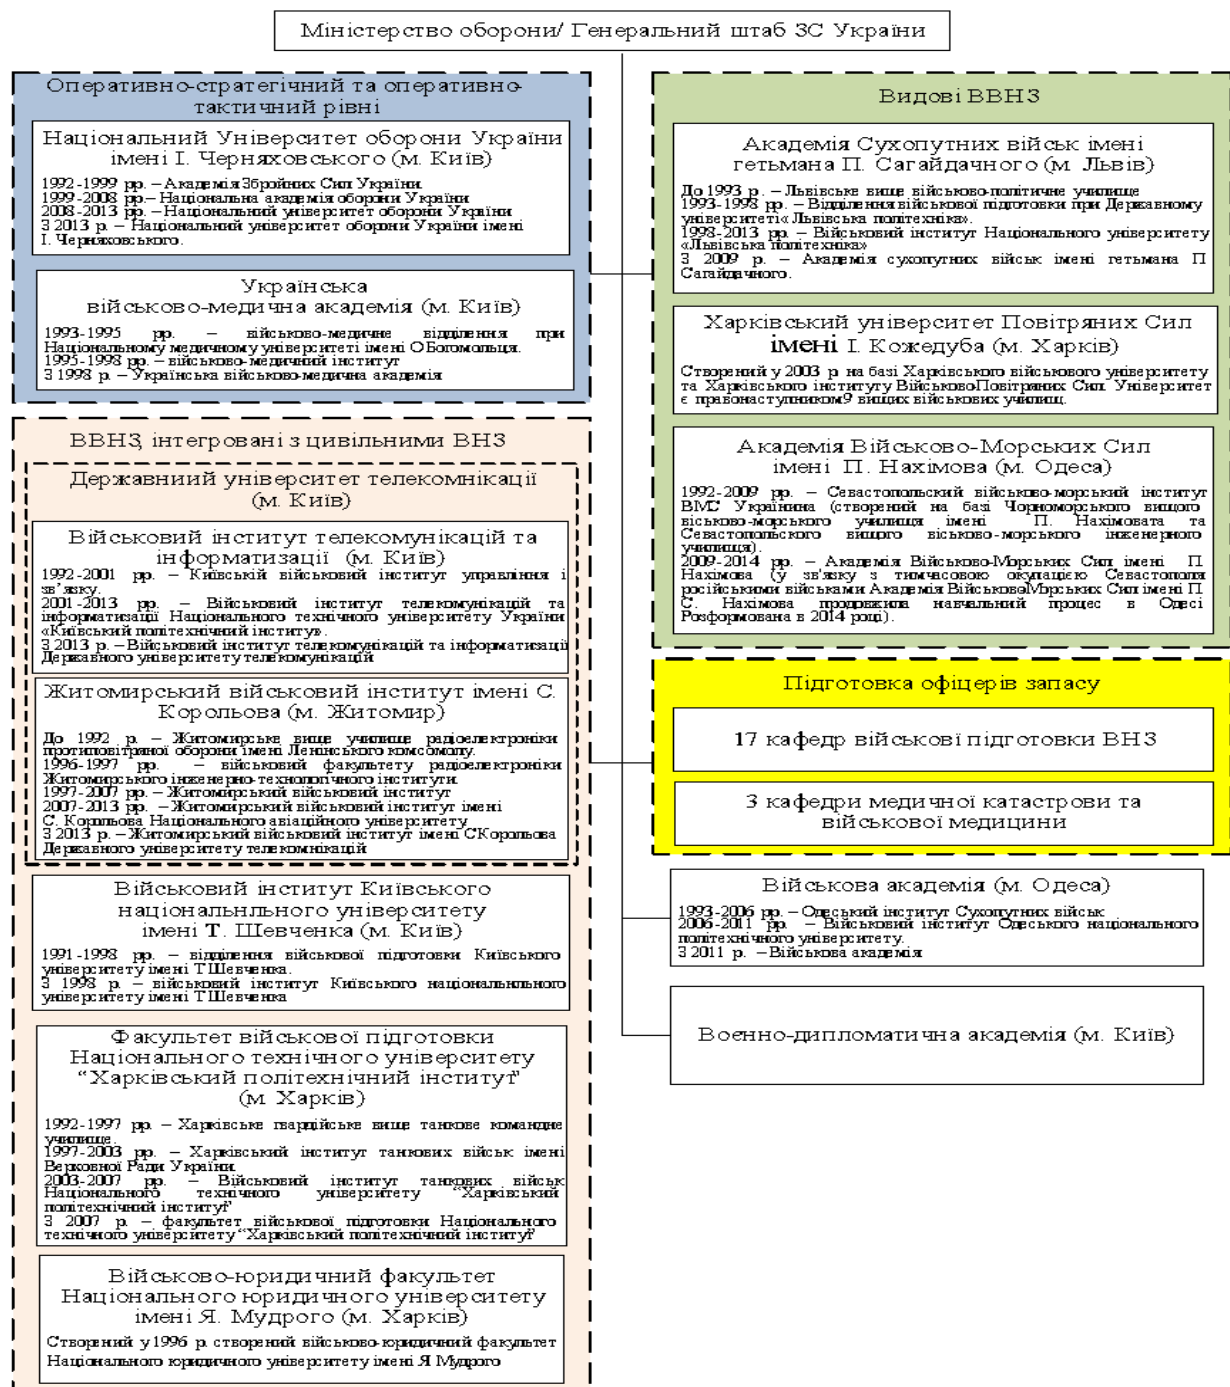 Міністерство оборони/ Генеральний штаб ЗС України
Оперативно-стратегічний та оперативно-
тактичний рівні
Національний Університет оборони України
імені І. Черняховського (м. Київ)
1992-1999 рр. – Академія Збройних Сил України.
1999-2008 рр.– Національна академія оборони України
2008-2013 рр. – Національний університет оборони України
З 2013 р. – Національний університет оборони України імені
І. Черняховського.
Українська
військово-медична академія (м. Київ)
1993-1995 рр. – військово-медичне відділення при
Національному медичному університеті імені О.Богомольця.
1995-1998 рр. – військово-медичний інститут
З 1998 р. – Українська військово-медична академія
ВВНЗ, інтегровані з цивільними ВНЗ
Державниий університет телекомнікації
(м. Київ)
Військовий інститут телекомунікацій та
інформатизації (м. Київ)
1992-2001 рр. – Київській військовий інститут управління і
зв’язку.
2001-2013 рр. – Військовий інститут телекомунікацій та
інформатизації Національного технічного університету України
«Київський політехнічний інститут».
З 2013 р. – Військовий інститут телекомунікацій та інформатизації
Державного університету телекомунікацій
Житомирський військовий інститут імені С.
Корольова (м. Житомир)
До 1992 р. – Житомирське вище училище радіоелектроніки
протиповітряної оборони імені Ленінського комсомолу.
1996-1997 рр. – військовий факультету радіоелектроніки
Житомирського інженерно-технологічного інститути.
1997-2007 рр. – Житомирський військовий інститут
2007-2013 рр. – Житомирський військовий інститут імені
С. Корольова Національного авіаційного університету
З 2013 р. – Житомирський військовий інститут імені С.Корольова
Державного університету телекомнікацій
Військовий інститут Київського
національнльного університету
імені Т. Шевченка (м. Київ)
1991-1998 рр. – відділення військової підготовки Київського
університету імені Т.Шевченка.
З 1998 р. – військовий інститут Київського національнльного
університету імені Т.Шевченка
Факультет військової підготовки
Національного технічного університету
“Харківський політехнічний інститут”
(м. Харків)
1992-1997 рр. – Харківське гвардійське вище танкове командне
училище.
1997-2003 рр. – Харківський інститут танкових військ імені
Верховної Ради України.
2003-2007 рр. – Військовий інститут танкових військ
Національного технічного університету “Харківський
політехнічний інститут”
З 2007 р. – факультет військової підготовки Національного
технічного університету “Харківський політехнічний інститут”
Військово-юридичний факультет
Національного юридичного університету
імені Я. Мудрого (м. Харків)
Створений у 1996 р. створений військово-юридичний факультет
Національного юридичного університету імені Я. Мудрого
Видові ВВНЗ
Академія Сухопутних військ імені
гетьмана П. Сагайдачного (м. Львів)
До 1993 р. – Львівське вище військово-політичне училище
1993-1998 рр. – Відділення військової підготовки при Державному
університеті «Львівська політехніка».
1998-2013 рр. – Військовий інститут Національного університету
«Львівська політехніка»
З 2009 р. – Академія сухопутних військ імені гетьмана П.
Сагайдачного.
Харківський університет Повітряних Сил
імені І. Кожедуба (м. Харків)
Створений у 2003 р. на базі Харківського військового університету
та Харківського інституту Військово-Повітряних Сил. Університет
є правонаступником 9 вищих військових училищ.
Академія Військово-Морських Сил
імені П. Нахімова (м. Одеса)
1992-2009 рр. – Севастопольский військово-морський інститут
ВМС Українина (створений на базі Чорноморського вищого
військово-морського училища імені П. Нахімовата та
Севастопольского вищого віськово-морського інженерного
училища).
2009-2014 рр. – Академія Військово-Морських Сил імені П.
Нахімова (у зв'язку з тимчасовою окупацією Севастополя
російськими військами Академія Військово-Морських Сил імені П.
С. Нахімова продовжила навчальний процес в Одесі.
Розформована в 2014 році).
Підготовка офіцерів запасу
17 кафедр військові підготовки ВНЗ
3 кафедри медичної катастрови та
військової медицини
Військова академія (м. Одеса)
1993-2006 рр. – Одеський інститут Сухопутних військ
2006-2011 рр. – Військовий інститут Одеського національного
політехнічного університету.
З 2011 р. – Військова академія
Воєнно-дипломатична академія (м. Київ)